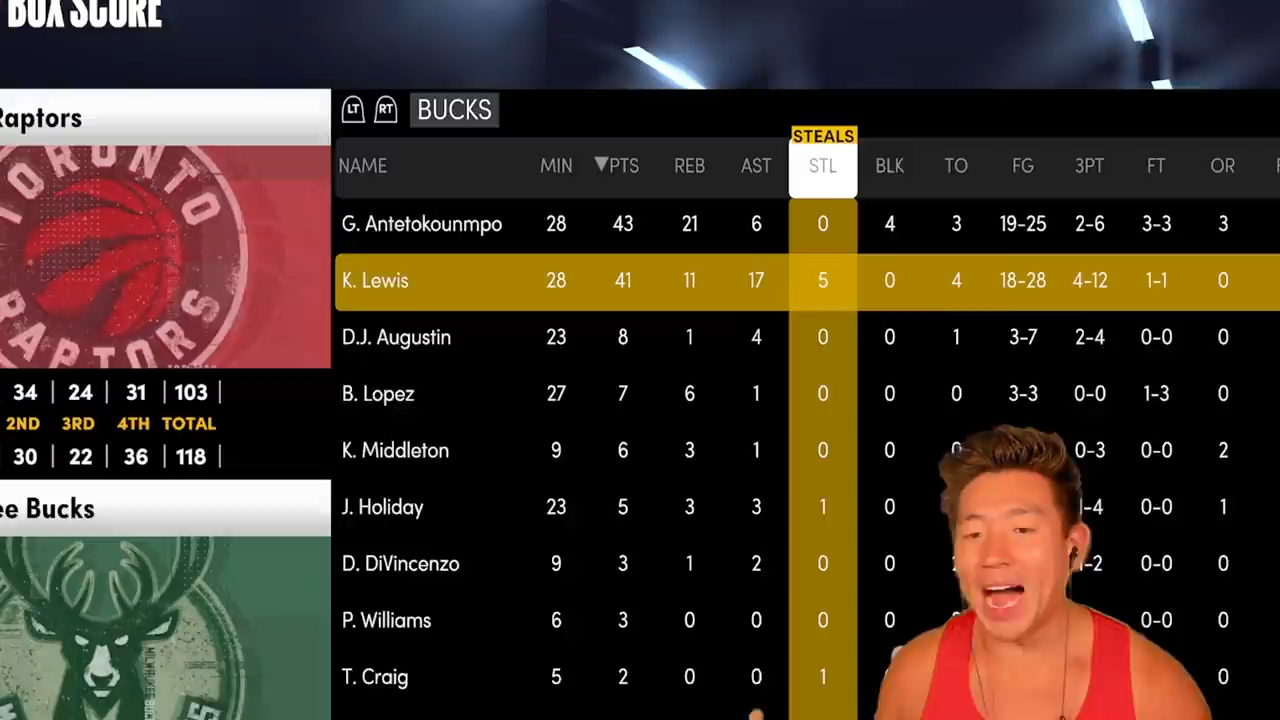 BOX SCORE
Raptors
TORONTO
RAPTORS
34 | 24 | 31 | 103 |
2ND 3RD 4TH TOTAL
30 | 22 | 36 | 118 |
Bucks
LT RT BUCKS
STEALS
NAME MIN ▼PTS REB AST STL BLK TO FG 3PT FT OR
G. Antetokounmpo 28 43 21 6 0 4 3 19-25 2-6 3-3 3
K. Lewis 28 41 11 17 5 0 4 18-28 4-12 1-1 0
D.J. Augustin 23 8 1 4 0 0 1 3-7 2-4 0-0 0
B. Lopez 27 7 6 1 0 0 0 3-3 0-0 1-3 0
K. Middleton 9 6 3 1 0 0 0-3 0-0 2
J. Holiday 23 5 3 3 1 0 -4 0-0 1
D. DiVincenzo 9 3 1 2 0 0 -2 0-0 0
P. Williams 6 3 0 0 0 0 0-0 0
T. Craig 5 2 0 0 1 0